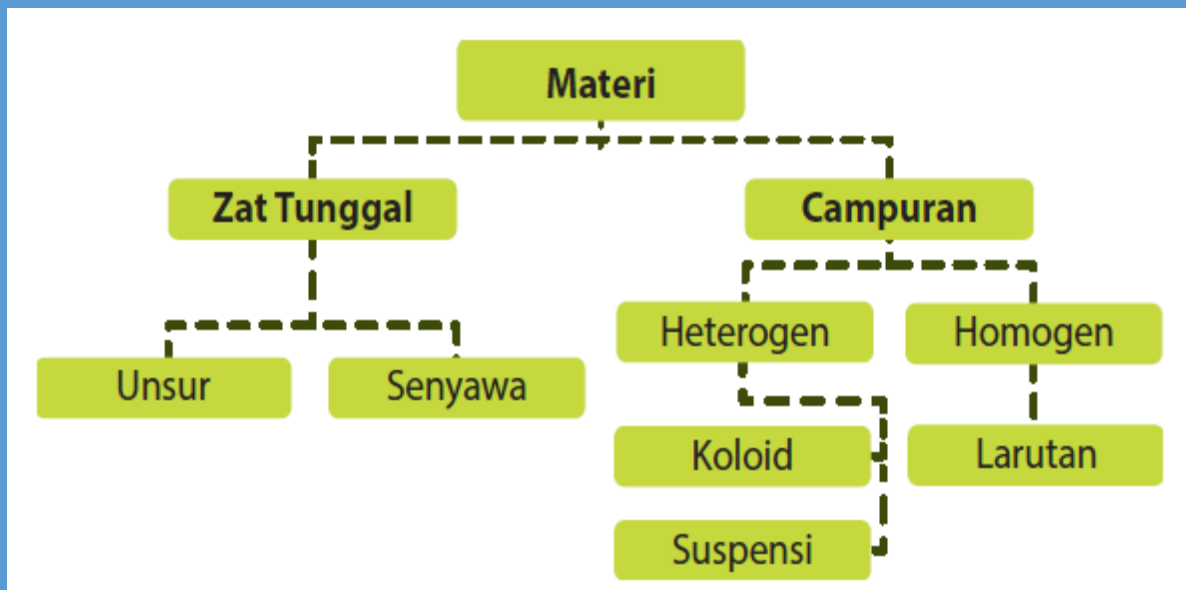 Materi
Zat Tunggal
Campuran
Heterogen
Homogen
Unsur
Senyawa
Koloid
Larutan
Suspensi